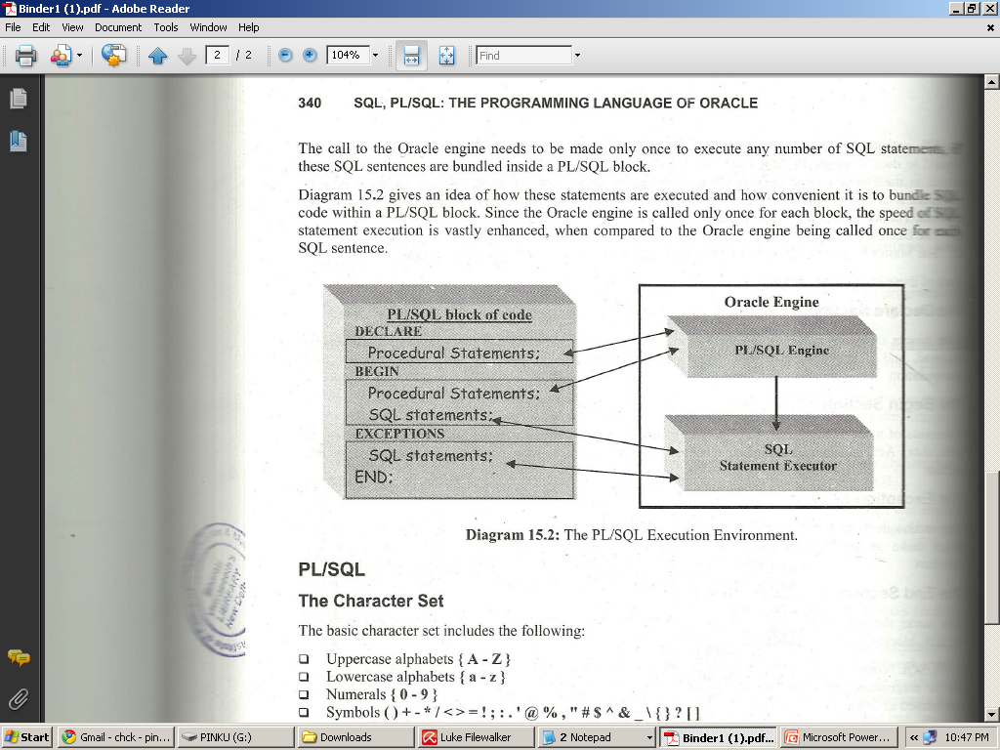 Binder1 (1).pdf - Adobe Reader
File Edit View Document Tools Window Help
2 / 2 104% Find
340 SQL, PL/SQL: THE PROGRAMMING LANGUAGE OF ORACLE
The call to the Oracle engine needs to be made only once to execute any number of SQL statements, if
these SQL sentences are bundled inside a PL/SQL block.
Diagram 15.2 gives an idea of how these statements are executed and how convenient it is to bundle SQL
code within a PL/SQL block. Since the Oracle engine is called only once for each block, the speed of SQL
statement execution is vastly enhanced, when compared to the Oracle engine being called once for each
SQL sentence.
PL/SQL block of code
DECLARE
Procedural Statements;
BEGIN
Procedural Statements;
SQL statements;
EXCEPTIONS
SQL statements;
END;
Oracle Engine
PL/SQL Engine
SQL
Statement Executor
Diagram 15.2: The PL/SQL Execution Environment.
PL/SQL
The Character Set
The basic character set includes the following:
❑ Uppercase alphabets { A - Z }
❑ Lowercase alphabets { a - z }
❑ Numerals { 0 - 9 }
❑ Symbols ( ) + - * / < > = ! ; : . ' @ % , " # $ ^ & _ \ { } ? [ ]
LIBRARY
New Delhi
Start Gmail - chck - pin... PINKU (G:) Downloads Luke Filewalker 2 Notepad Binder1 (1).pdf... Microsoft Power... « 10:47 PM